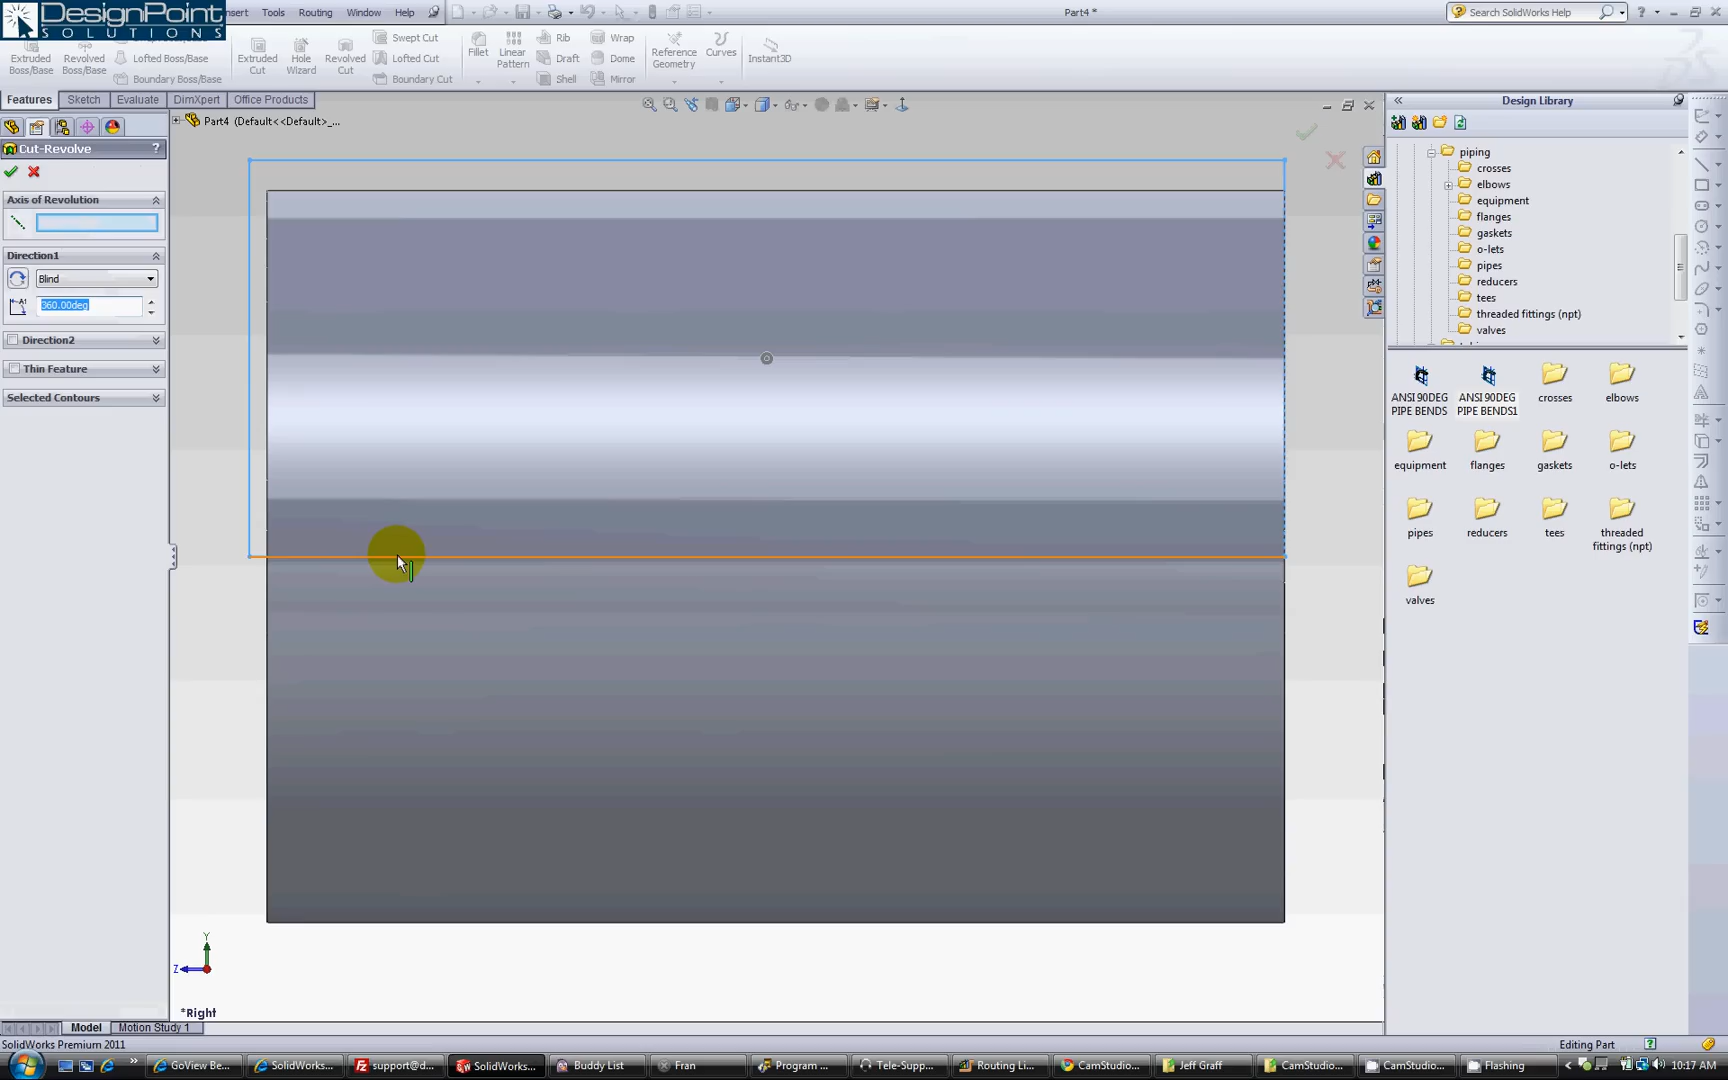 DesignPoint
SOLUTIONS
nsert Tools Routing Window Help
Part4 *
Search SolidWorks Help
Extruded Boss/Base
Revolved Boss/Base
Lofted Boss/Base
Boundary Boss/Base
Extruded Cut
Hole Wizard
Revolved Cut
Swept Cut
Lofted Cut
Boundary Cut
Fillet
Linear Pattern
Rib
Draft
Shell
Wrap
Dome
Mirror
Reference Geometry
Curves
Instant3D
Features Sketch Evaluate DimXpert Office Products
Part4 (Default<<Default>_...
Cut-Revolve ?
Axis of Revolution
Direction1
Blind
360.00deg
Direction2
Thin Feature
Selected Contours
Y
Z
*Right
Design Library
piping
crosses
elbows
equipment
flanges
gaskets
o-lets
pipes
reducers
tees
threaded fittings (npt)
valves
ANSI 90DEG PIPE BENDS
ANSI 90DEG PIPE BENDS1
crosses
elbows
equipment
flanges
gaskets
o-lets
pipes
reducers
tees
threaded fittings (npt)
valves
Model Motion Study 1
SolidWorks Premium 2011
Editing Part
GoView Be...
SolidWorks...
support@d...
SolidWorks...
Buddy List
Fran
Program ...
Tele-Supp...
Routing Li...
CamStudio...
Jeff Graff
CamStudio...
CamStudio...
Flashing
10:17 AM